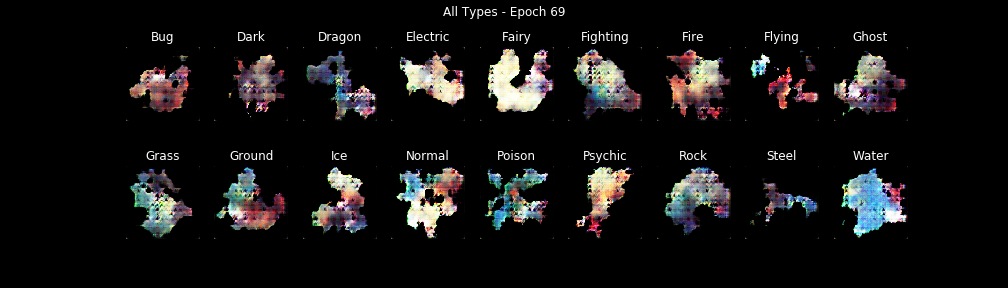 All Types - Epoch 69
Bug Dark Dragon Electric Fairy Fighting Fire Flying Ghost
Grass Ground Ice Normal Poison Psychic Rock Steel Water